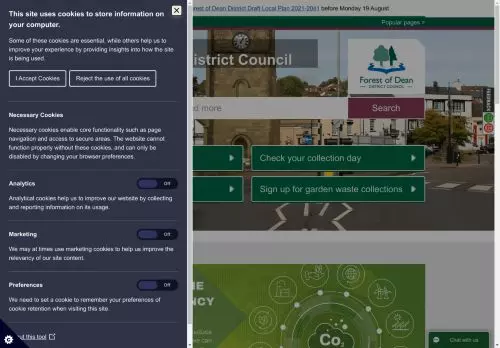 This site uses cookies to store information on
your computer.
Some of these cookies are essential, while others help us to
improve your experience by providing insights into how the site
is being used.
I Accept Cookies
Reject the use of all cookies
Necessary Cookies
Necessary cookies enable core functionality such as page
navigation and access to secure areas. The website cannot
function properly without these cookies, and can only be
disabled by changing your browser preferences.
Analytics
Off
Analytical cookies help us to improve our website by collecting
and reporting information on its usage.
Marketing
Off
We may at times use marketing cookies to help us improve the
relevancy of our site content.
Preferences
Off
We need to set a cookie to remember your preferences of
cookie retention when visiting this site.
t this tool
Forest of Dean District Draft Local Plan 2021-2041 before Monday 19 August
Popular pages >
strict Council
Forest of Dean
DISTRICT COUNCIL
d more
Search
Check your collection day
Sign up for garden waste collections
NE
NCY
Co2
Chat with us